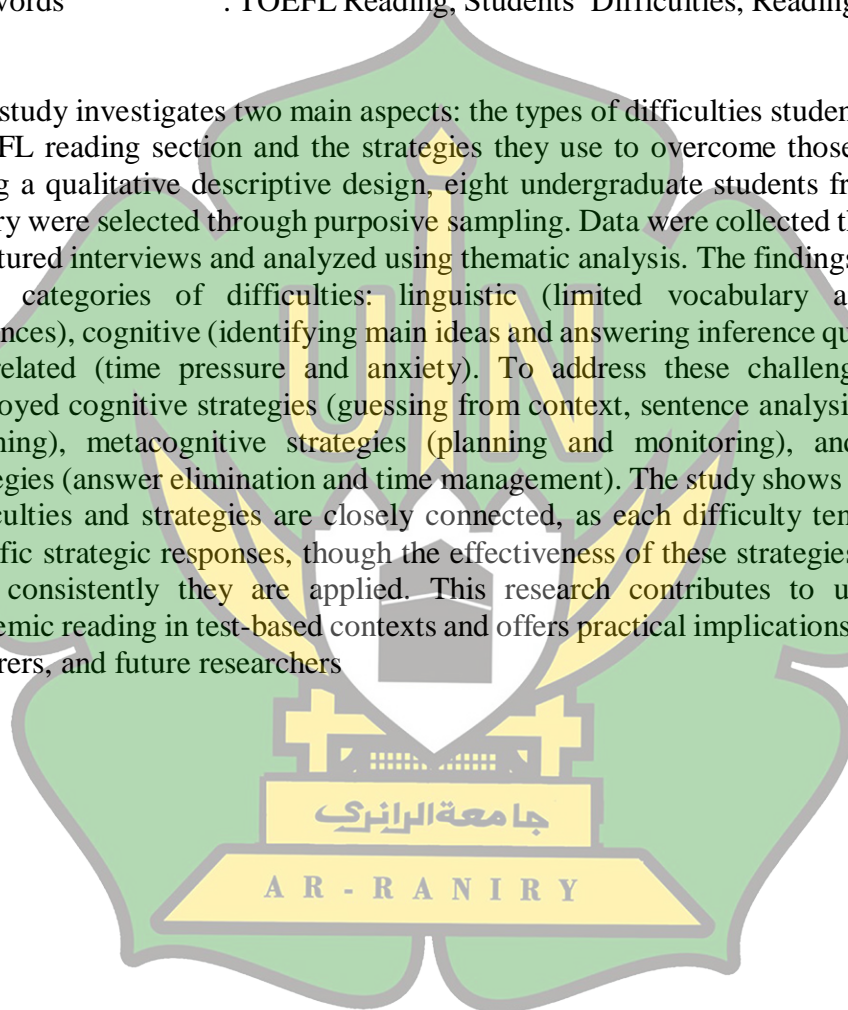 words : TOEFL Reading, Students' Difficulties, Reading
study investigates two main aspects: the types of difficulties studen
FL reading section and the strategies they use to overcome those
g a qualitative descriptive design, eight undergraduate students fr
ry were selected through purposive sampling. Data were collected th
tured interviews and analyzed using thematic analysis. The findings
categories of difficulties: linguistic (limited vocabulary a
nces), cognitive (identifying main ideas and answering inference qu
related (time pressure and anxiety). To address these challeng
oyed cognitive strategies (guessing from context, sentence analysi
ning), metacognitive strategies (planning and monitoring), and
egies (answer elimination and time management). The study shows
culties and strategies are closely connected, as each difficulty ten
fic strategic responses, though the effectiveness of these strategies
consistently they are applied. This research contributes to u
emic reading in test-based contexts and offers practical implications
rers, and future researchers
UIN
جامعة الرانري
AR-RANIRY